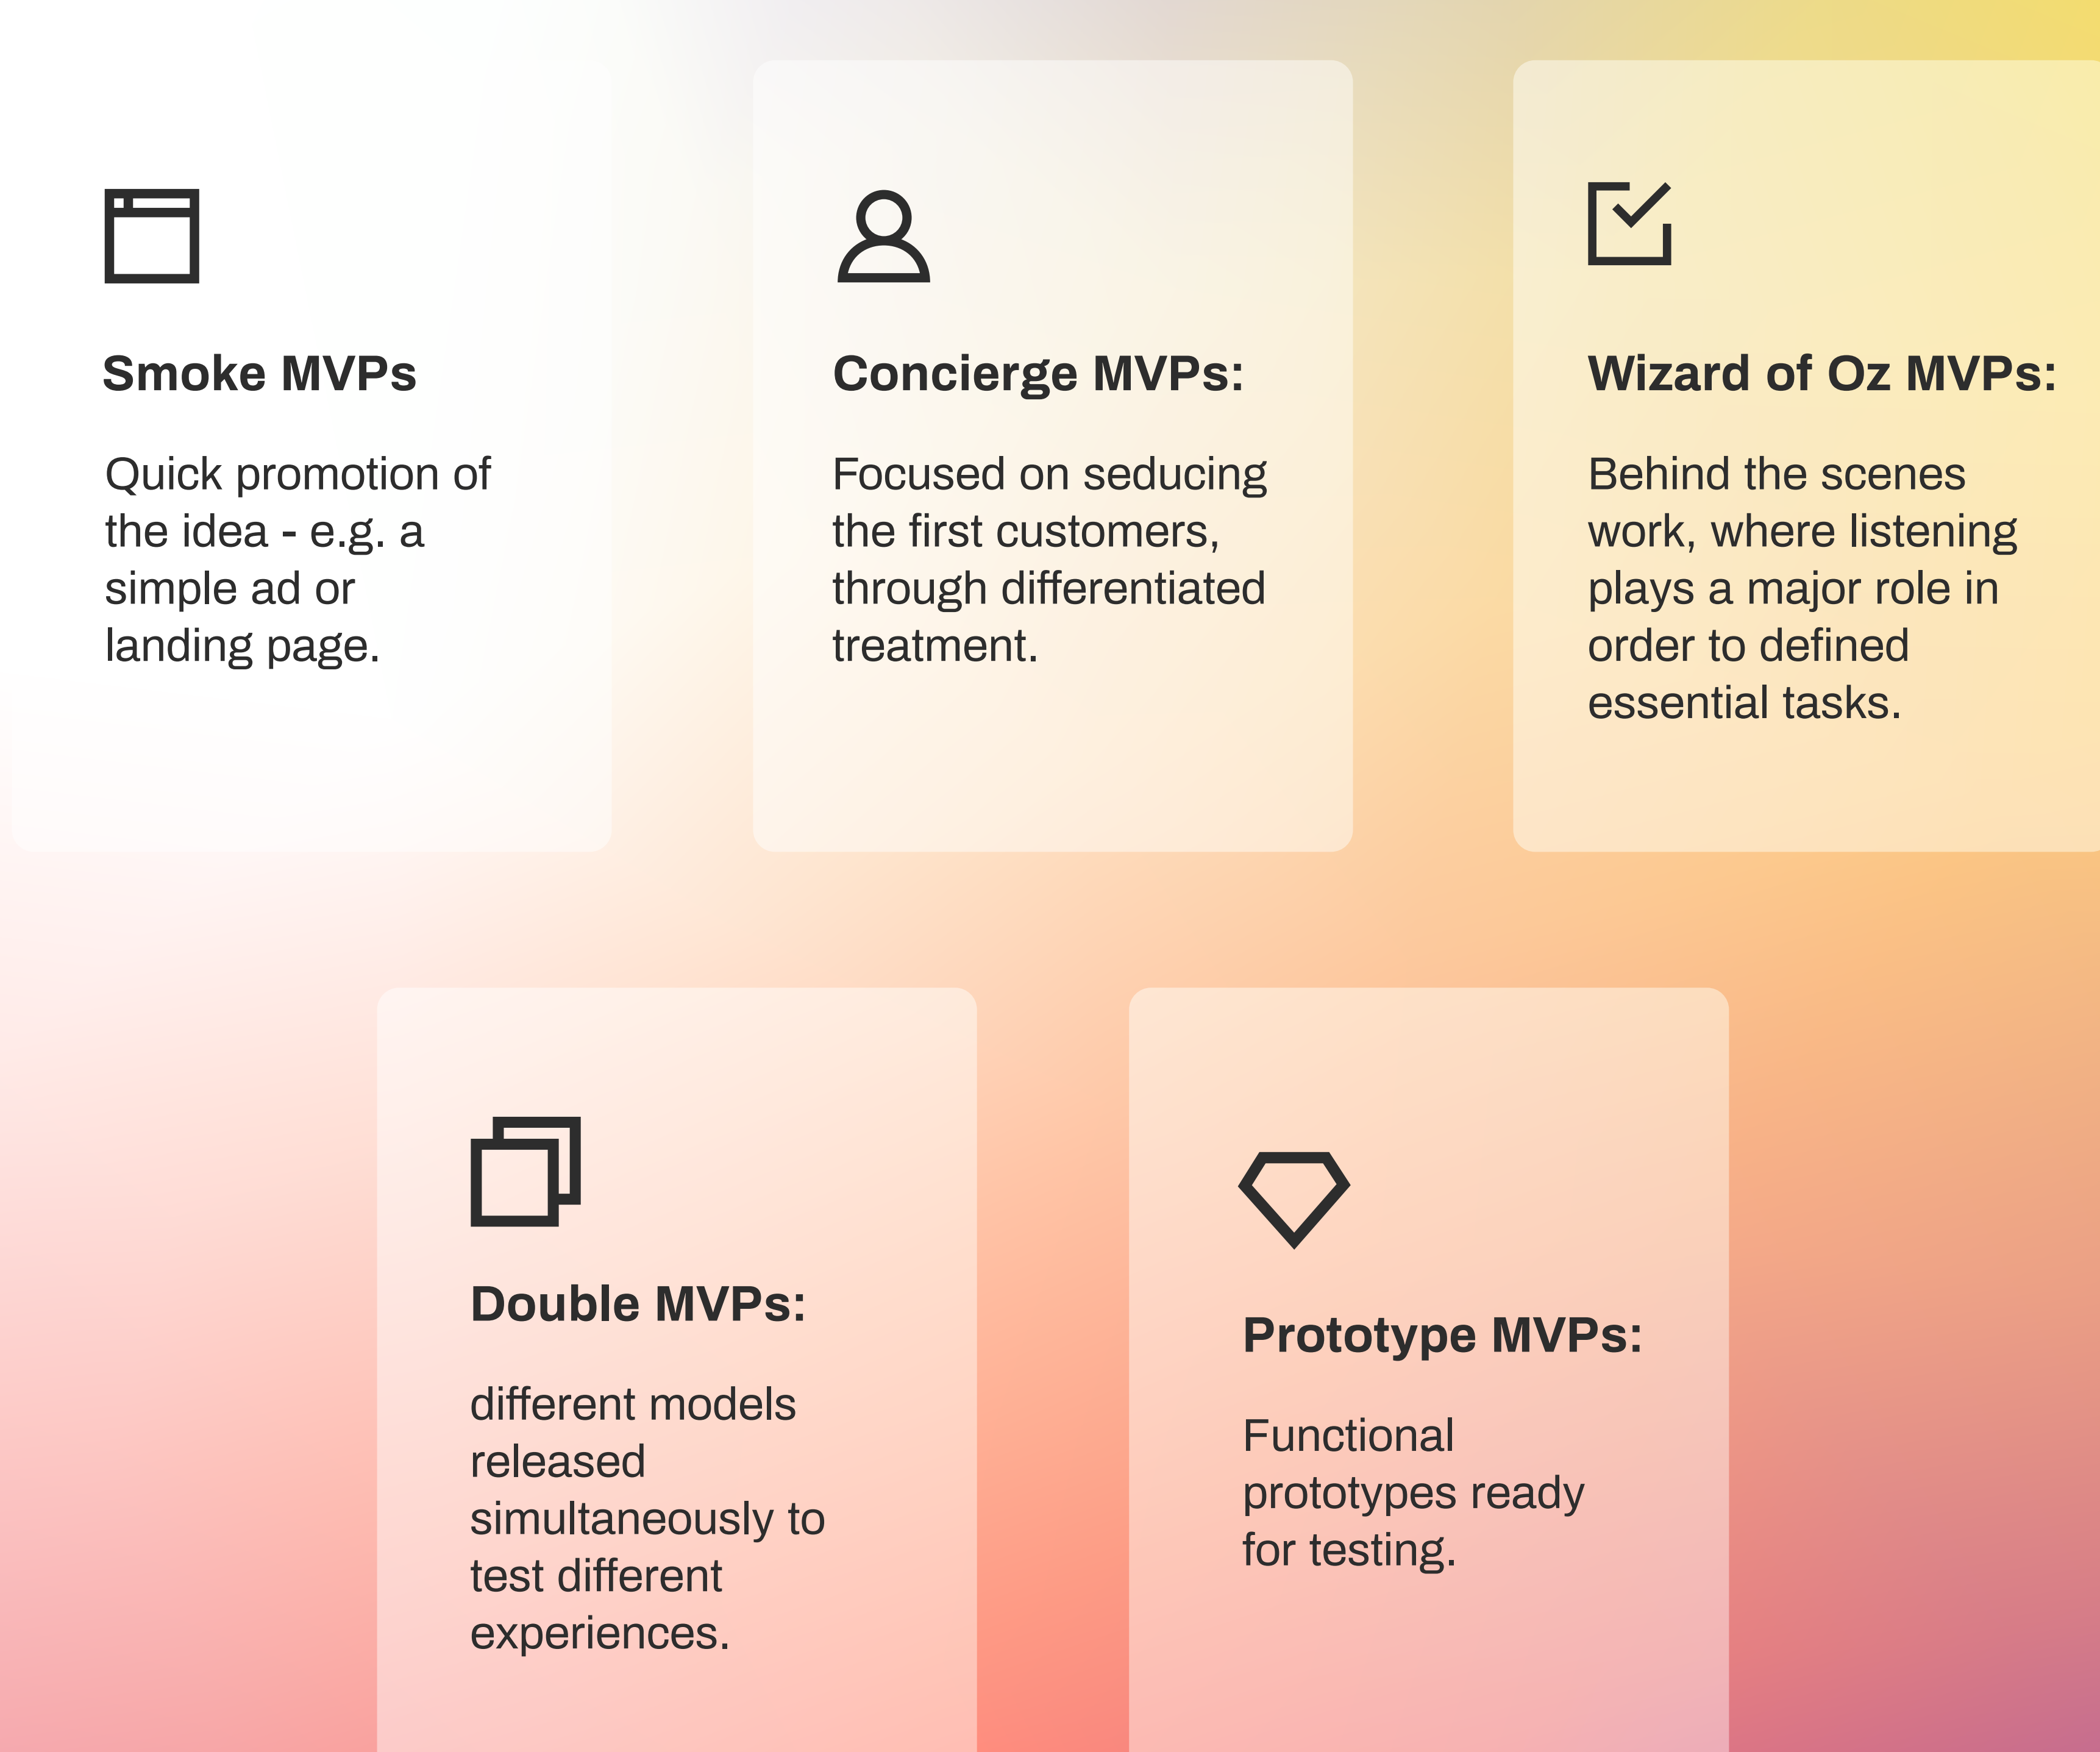 Smoke MVPs
Quick promotion of
the idea - e.g. a
simple ad or
landing page.
Concierge MVPs:
Focused on seducing
the first customers,
through differentiated
treatment.
Wizard of Oz MVPs:
Behind the scenes
work, where listening
plays a major role in
order to defined
essential tasks.
Double MVPs:
different models
released
simultaneously to
test different
experiences.
Prototype MVPs:
Functional
prototypes ready
for testing.